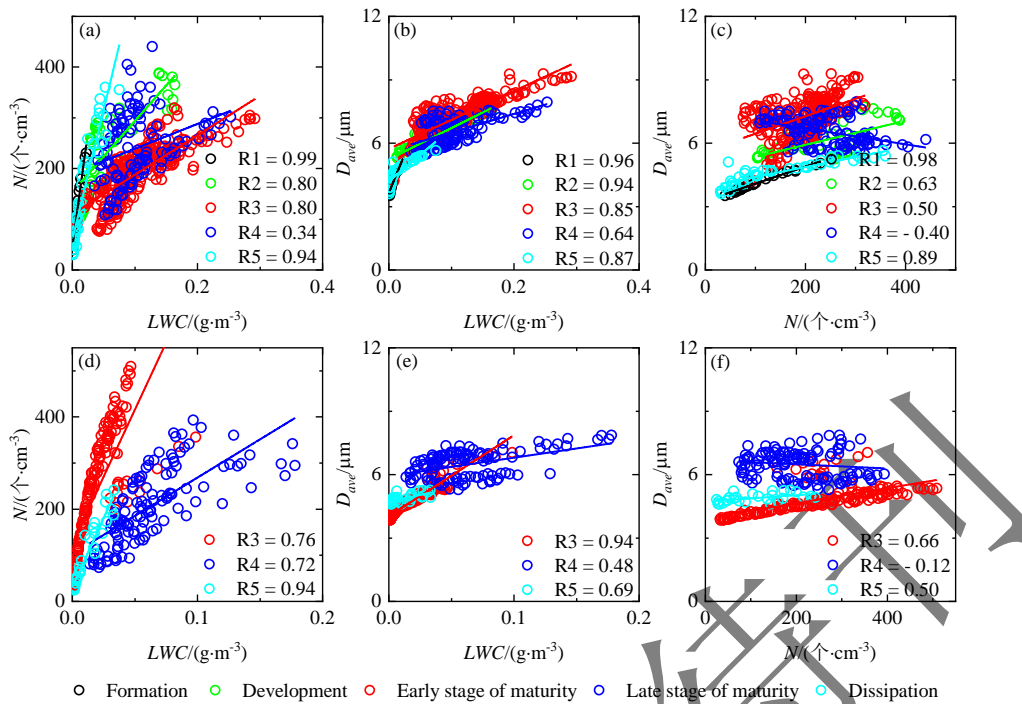 (a)
N/(个·cm-3)
400
200
0
0.0 0.2 0.4
LWC/(g·m-3)
R1 = 0.99
R2 = 0.80
R3 = 0.80
R4 = 0.34
R5 = 0.94
(b)
Dave/μm
12
6
0
0.0 0.2 0.4
LWC/(g·m-3)
R1 = 0.96
R2 = 0.94
R3 = 0.85
R4 = 0.64
R5 = 0.87
(c)
Dave/μm
12
6
0
0 200 400
N/(个·cm-3)
R1 = 0.98
R2 = 0.63
R3 = 0.50
R4 = - 0.40
R5 = 0.89
(d)
N/(个·cm-3)
400
200
0
0.0 0.1 0.2
LWC/(g·m-3)
R3 = 0.76
R4 = 0.72
R5 = 0.94
(e)
Dave/μm
12
6
0
0.0 0.1 0.2
LWC/(g·m-3)
R3 = 0.94
R4 = 0.48
R5 = 0.69
(f)
Dave/μm
12
6
0
0 200 400
N/(个·cm-3)
R3 = 0.66
R4 = - 0.12
R5 = 0.50
Formation Development Early stage of maturity Late stage of maturity Dissipation